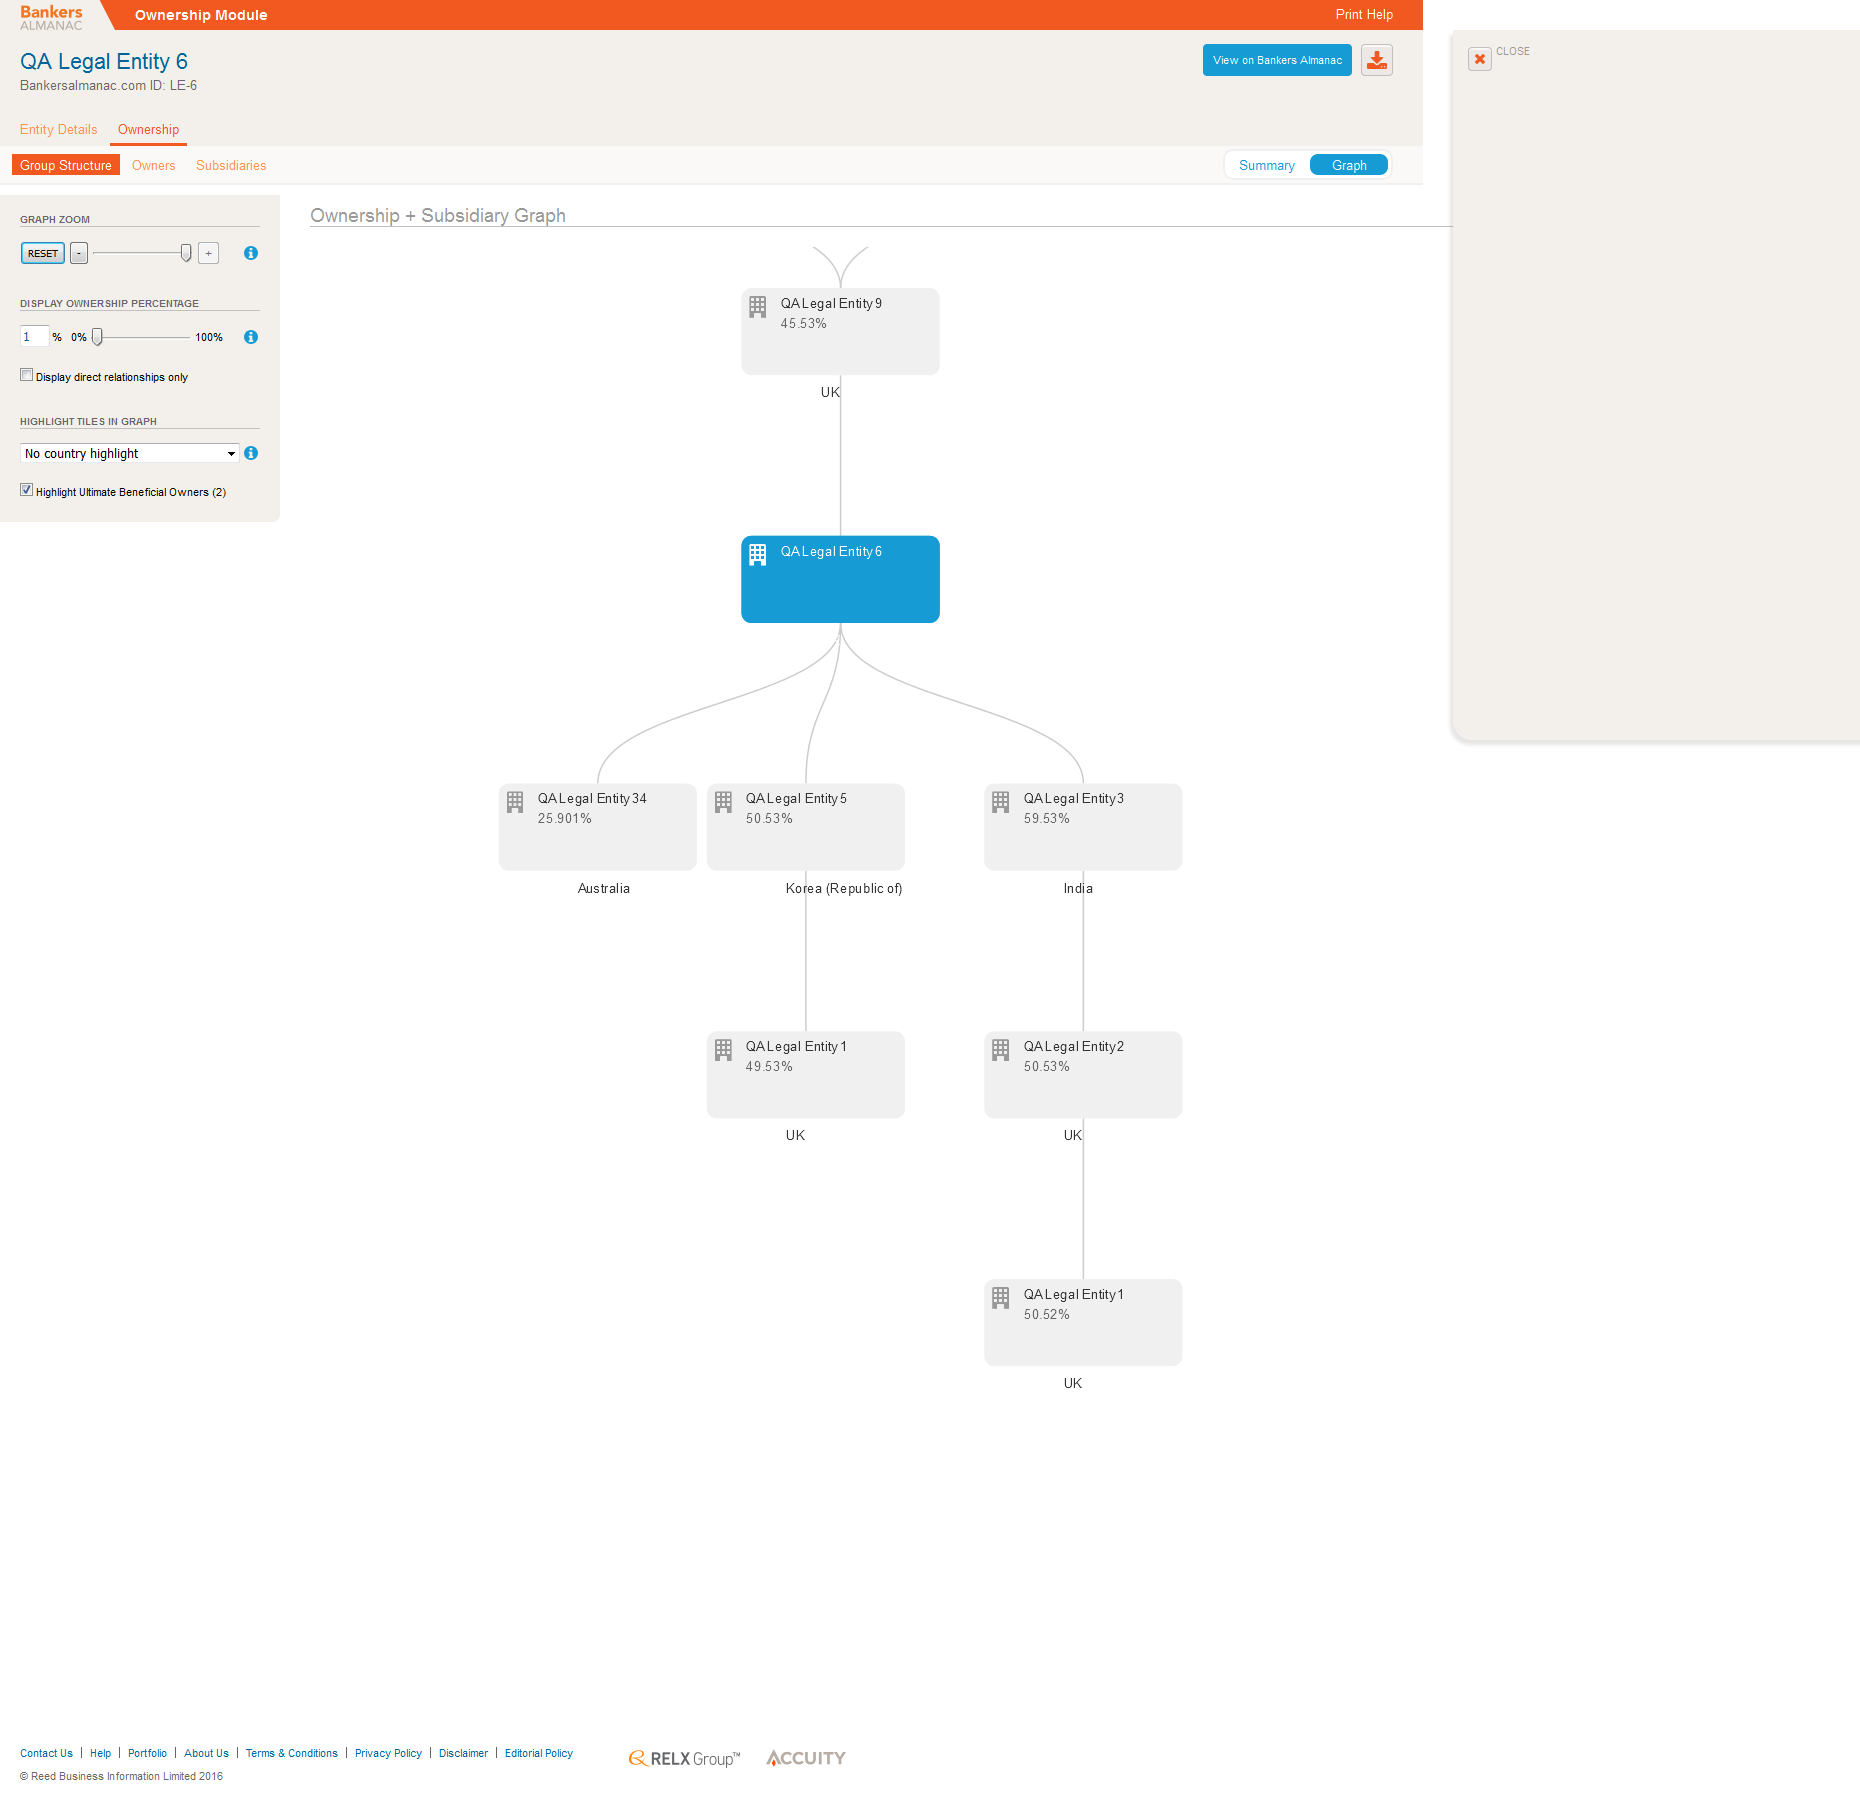 Bankers
ALMANAC
Ownership Module
Print Help
QA Legal Entity 6
Bankersalmanac.com ID: LE-6
View on Bankers Almanac
CLOSE
Entity Details Ownership
Group Structure Owners Subsidiaries
Summary Graph
GRAPH ZOOM
RESET - +
DISPLAY OWNERSHIP PERCENTAGE
1 % 0% 100%
Display direct relationships only
HIGHLIGHT TILES IN GRAPH
No country highlight
Highlight Ultimate Beneficial Owners (2)
Ownership + Subsidiary Graph
QA Legal Entity 9
45.53%
UK
QA Legal Entity 6
QA Legal Entity 34
25.901%
Australia
QA Legal Entity 5
50.53%
Korea (Republic of)
QA Legal Entity 3
59.53%
India
QA Legal Entity 1
49.53%
UK
QA Legal Entity 2
50.53%
UK
QA Legal Entity 1
50.52%
UK
Contact Us | Help | Portfolio | About Us | Terms & Conditions | Privacy Policy | Disclaimer | Editorial Policy
© Reed Business Information Limited 2016
RELX Group™
ACCUITY